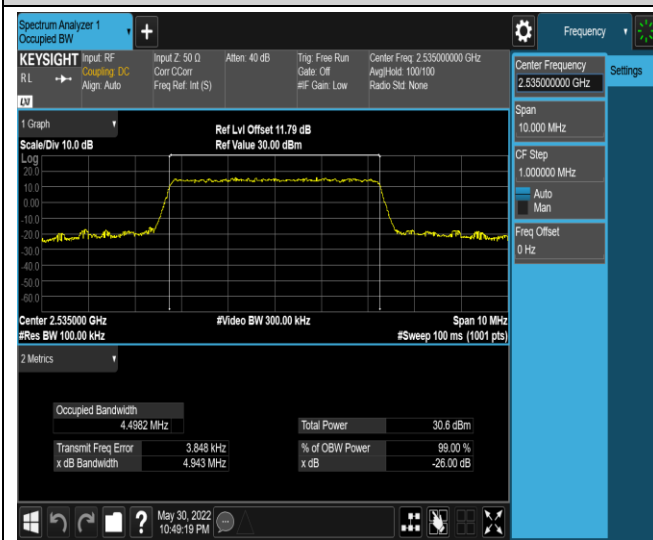 Spectrum Analyzer 1
Occupied BW
+
Frequency
KEYSIGHT Input: RF Input Z: 50 Ω Atten: 40 dB Trig: Free Run Center Freq: 2.535000000 GHz
RL Coupling: DC Corr CCorr Gate: Off Avg|Hold: 100/100
Align: Auto Freq Ref: Int (S) #IF Gain: Low Radio Std: None
LXI
1 Graph
Ref Lvl Offset 11.79 dB
Scale/Div 10.0 dB Ref Value 30.00 dBm
Log
20.0
10.0
0.00
-10.0
-20.0
-30.0
-40.0
-50.0
-60.0
Center 2.535000 GHz #Video BW 300.00 kHz Span 10 MHz
#Res BW 100.00 kHz #Sweep 100 ms (1001 pts)
2 Metrics
Occupied Bandwidth
4.4982 MHz
Total Power 30.6 dBm
Transmit Freq Error 3.848 kHz % of OBW Power 99.00 %
x dB Bandwidth 4.943 MHz x dB -26.00 dB
? May 30, 2022
10:49:19 PM
Center Frequency
2.535000000 GHz
Settings
Span
10.000 MHz
CF Step
1.000000 MHz
Auto
Man
Freq Offset
0 Hz